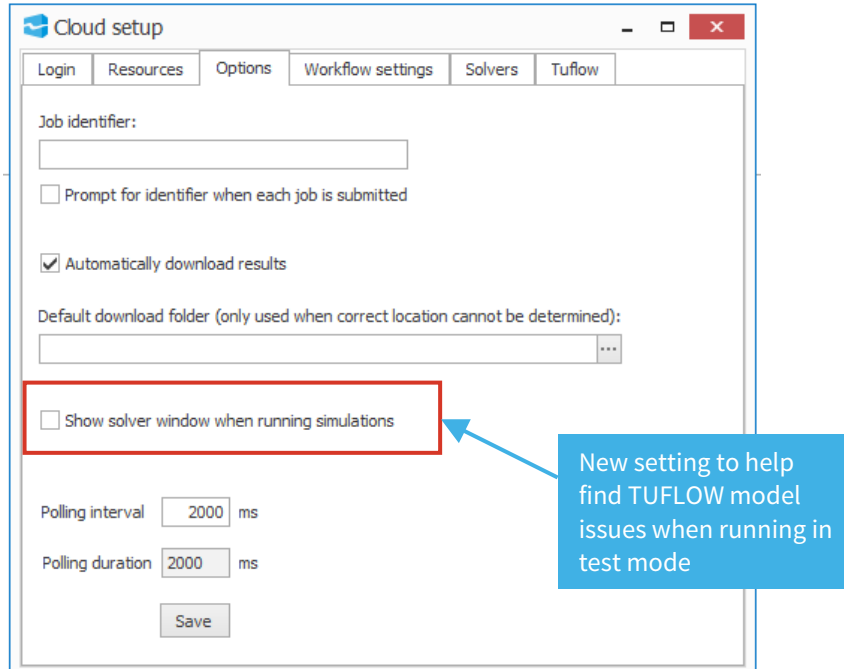 Cloud setup
Login Resources Options Workflow settings Solvers Tuflow
Job identifier:
Prompt for identifier when each job is submitted
Automatically download results
Default download folder (only used when correct location cannot be determined):
...
Show solver window when running simulations
New setting to help
find TUFLOW model
issues when running in
test mode
Polling interval 2000 ms
Polling duration 2000 ms
Save